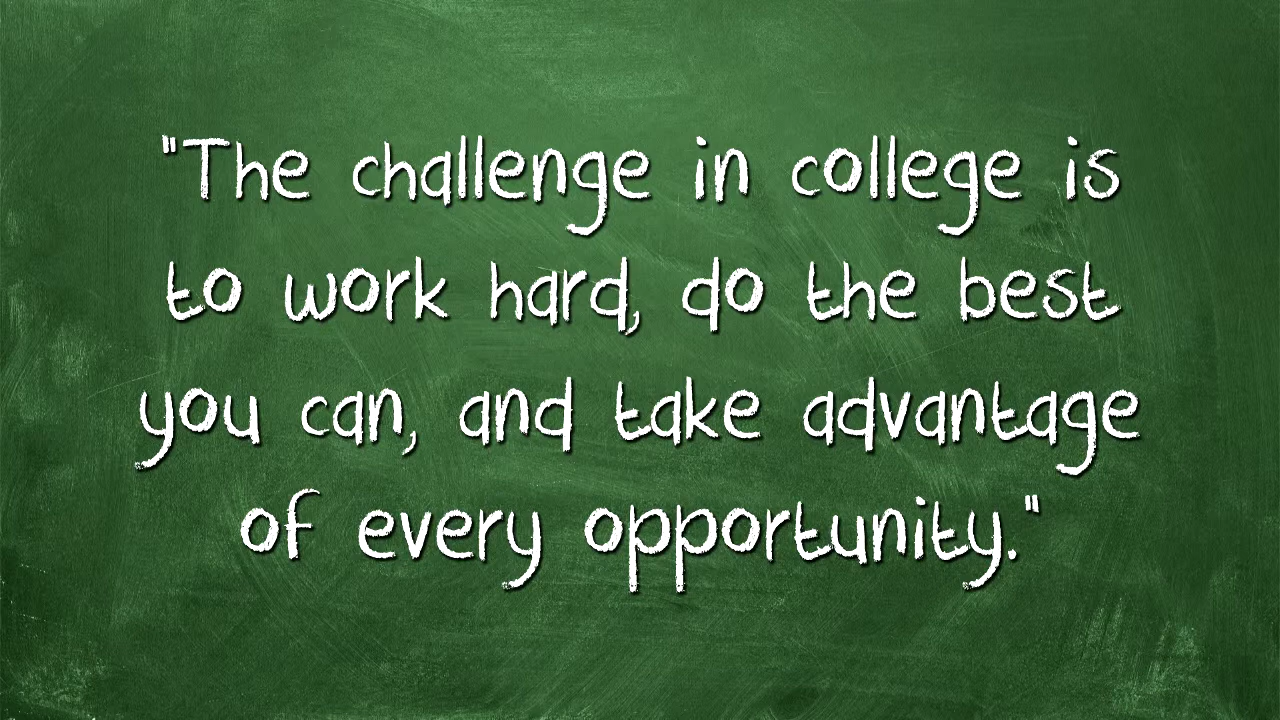 "The challenge in college is
to work hard, do the best
you can, and take advantage
of every opportunity."